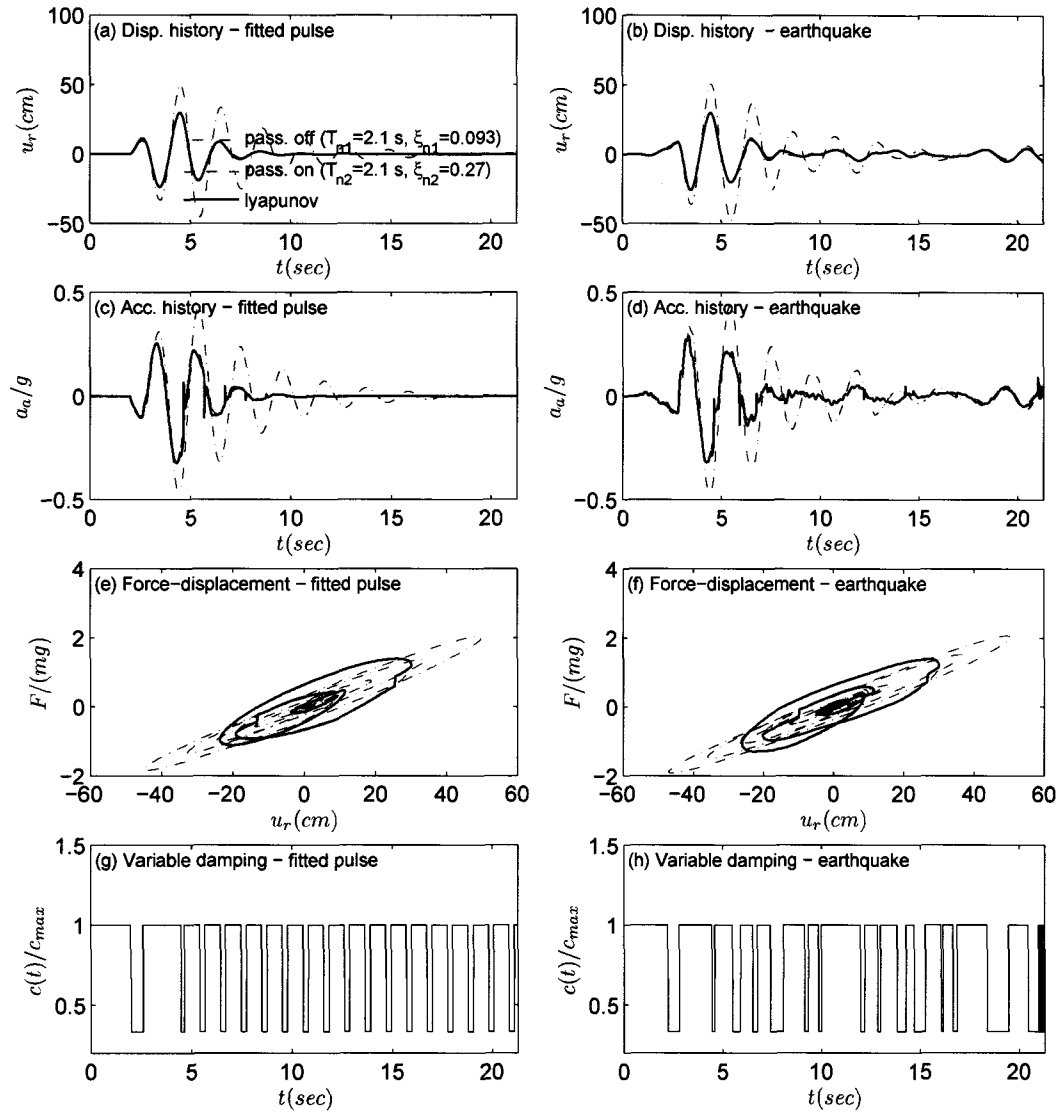 (a) Disp. history – fitted pulse
100
50
0
−50
u_r(cm)
pass. off (T_n1=2.1 s, ξ_n1=0.093)
pass. on (T_n2=2.1 s, ξ_n2=0.27)
lyapunov
0 5 10 15 20
t(sec)
(b) Disp. history – earthquake
100
50
0
−50
u_r(cm)
0 5 10 15 20
t(sec)
(c) Acc. history – fitted pulse
0.5
0
−0.5
a_a/g
0 5 10 15 20
t(sec)
(d) Acc. history – earthquake
0.5
0
−0.5
a_a/g
0 5 10 15 20
t(sec)
(e) Force–displacement – fitted pulse
4
2
0
−2
F/(mg)
−60 −40 −20 0 20 40 60
u_r(cm)
(f) Force–displacement – earthquake
4
2
0
−2
F/(mg)
−60 −40 −20 0 20 40 60
u_r(cm)
(g) Variable damping – fitted pulse
1.5
1
0.5
c(t)/c_max
0 5 10 15 20
t(sec)
(h) Variable damping – earthquake
1.5
1
0.5
c(t)/c_max
0 5 10 15 20
t(sec)